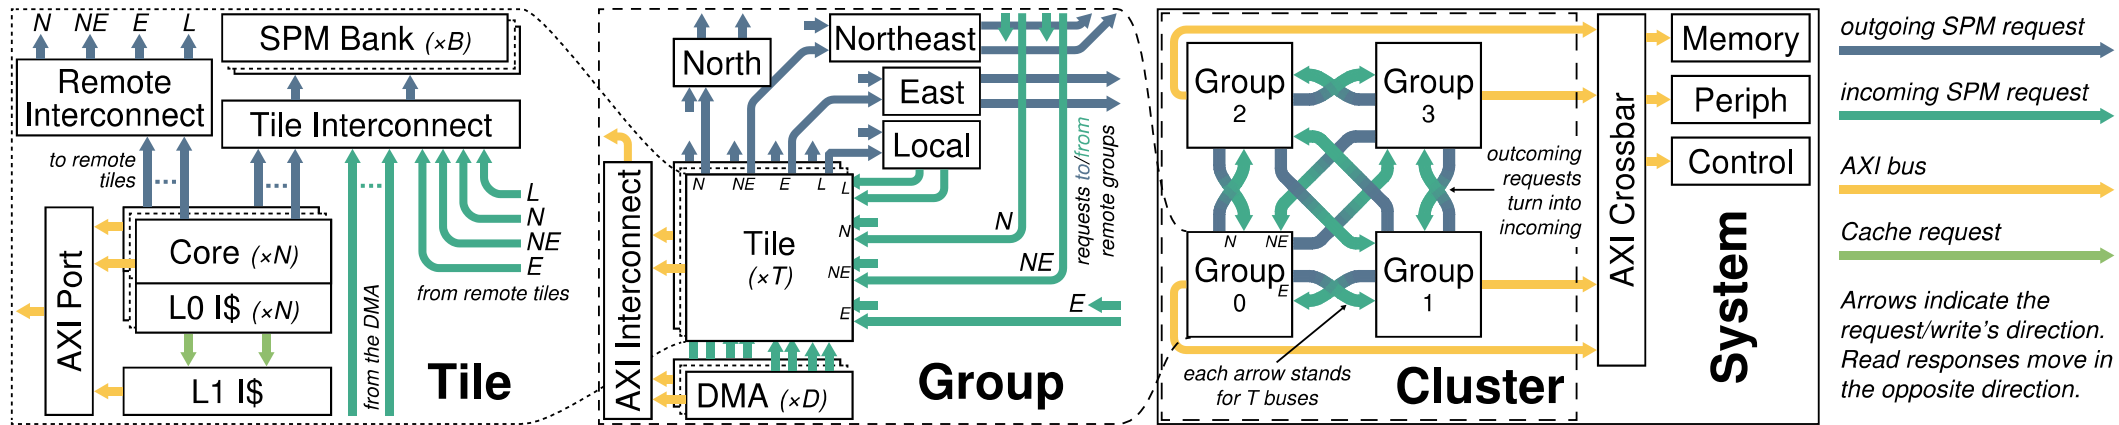 N NE E L
SPM Bank (×B)
Remote
Interconnect
Tile Interconnect
to remote
tiles
...
...
...
L
N
NE
E
from remote tiles
Core (×N)
L0 I$ (×N)
L1 I$
AXI Port
from the DMA
Tile
North
Northeast
East
Local
N NE E L
L
N
NE
E
Tile
(×T)
N
NE
E
requests to/from
remote groups
AXI Interconnect
DMA (×D)
Group
Group
2
Group
3
Group
0
N NE
E
Group
1
outcoming
requests
turn into
incoming
each arrow stands
for T buses
Cluster
AXI Crossbar
Memory
Periph
Control
System
outgoing SPM request
incoming SPM request
AXI bus
Cache request
Arrows indicate the
request/write's direction.
Read responses move in
the opposite direction.